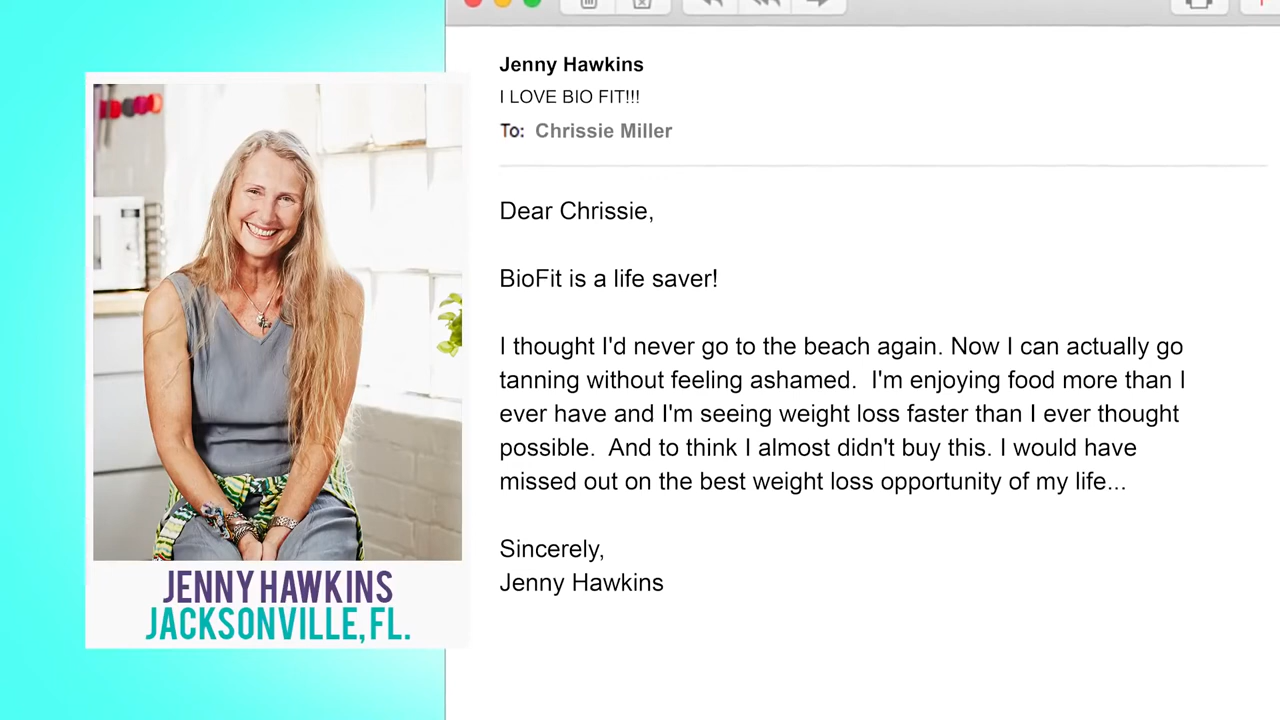 Jenny Hawkins
I LOVE BIO FIT!!!
To: Chrissie Miller
Dear Chrissie,
BioFit is a life saver!
I thought I'd never go to the beach again. Now I can actually go
tanning without feeling ashamed.  I'm enjoying food more than I
ever have and I'm seeing weight loss faster than I ever thought
possible.  And to think I almost didn't buy this. I would have
missed out on the best weight loss opportunity of my life...
Sincerely,
Jenny Hawkins
JENNY HAWKINS
JACKSONVILLE, FL.